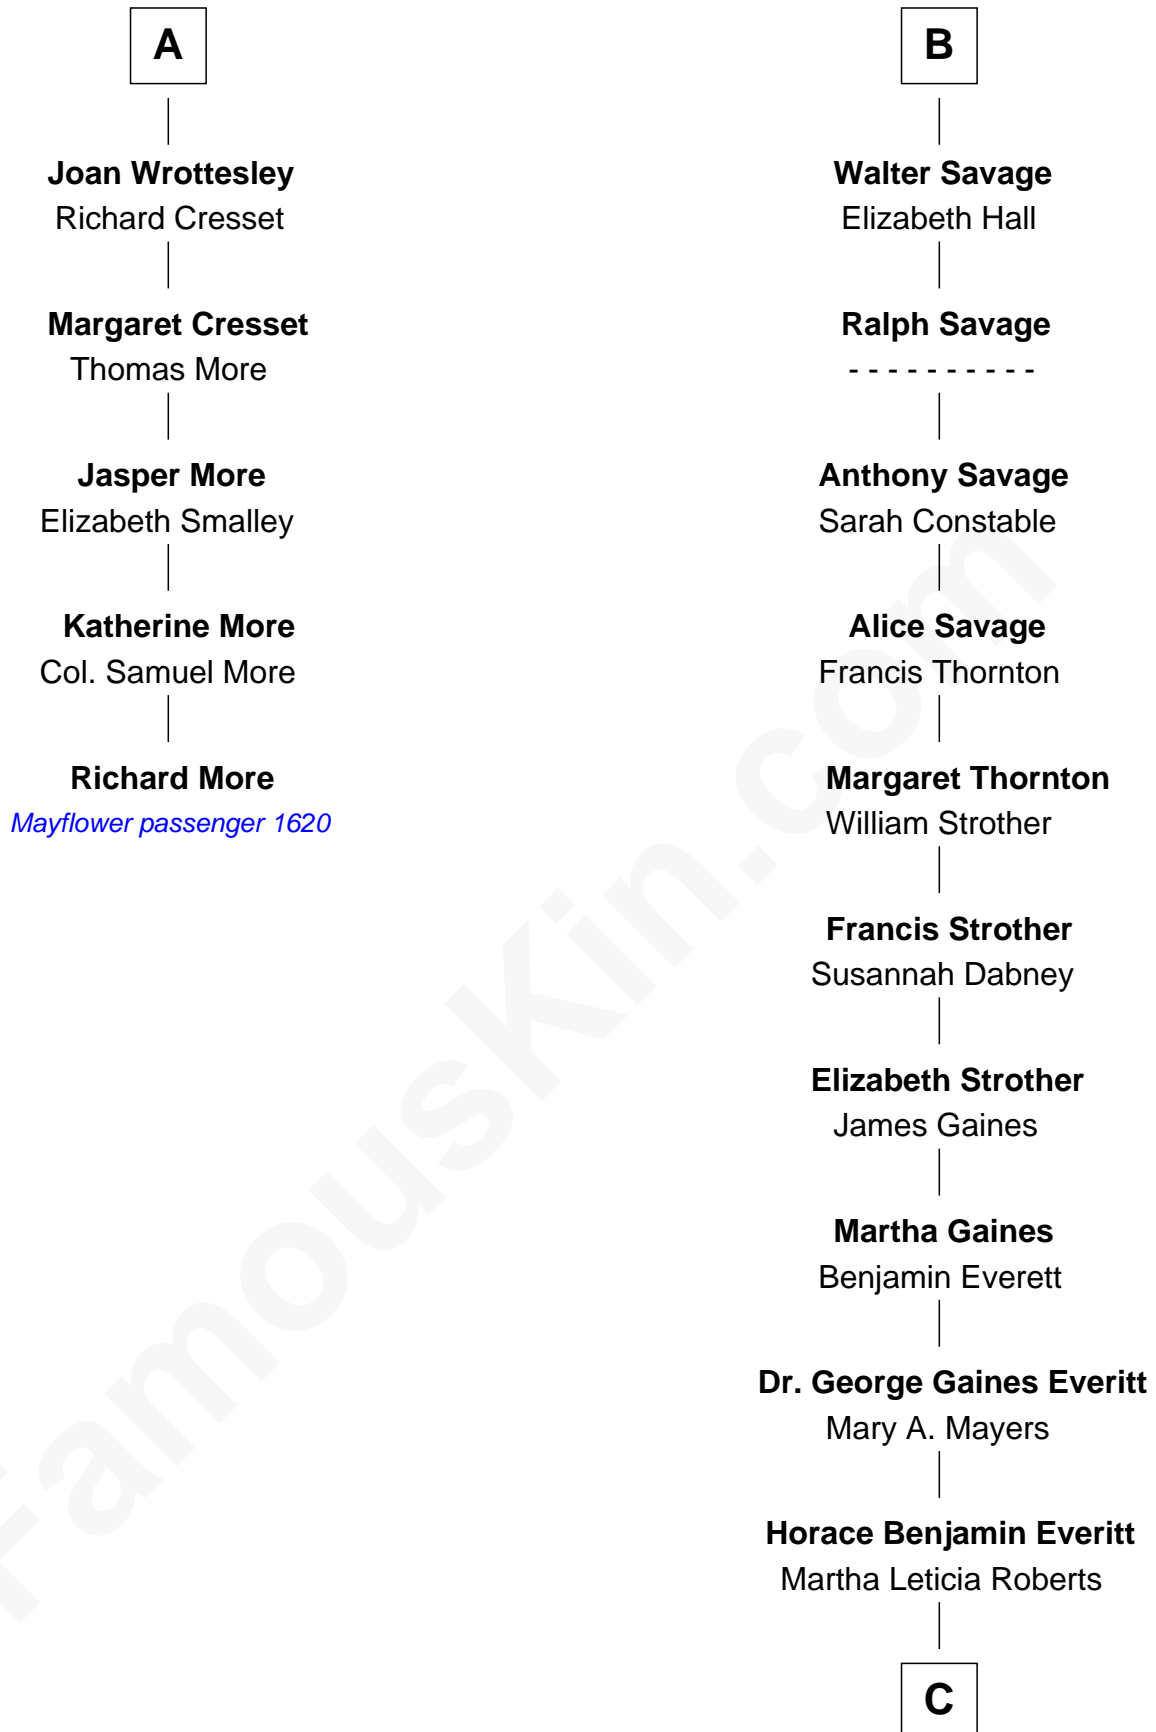 A
Joan Wrottesley
Richard Cresset
Margaret Cresset
Thomas More
Jasper More
Elizabeth Smalley
Katherine More
Col. Samuel More
Richard More
Mayflower passenger 1620
B
Walter Savage
Elizabeth Hall
Ralph Savage
- - - - - - - - - -
Anthony Savage
Sarah Constable
Alice Savage
Francis Thornton
Margaret Thornton
William Strother
Francis Strother
Susannah Dabney
Elizabeth Strother
James Gaines
Martha Gaines
Benjamin Everett
Dr. George Gaines Everitt
Mary A. Mayers
Horace Benjamin Everitt
Martha Leticia Roberts
C
FamousKin.com